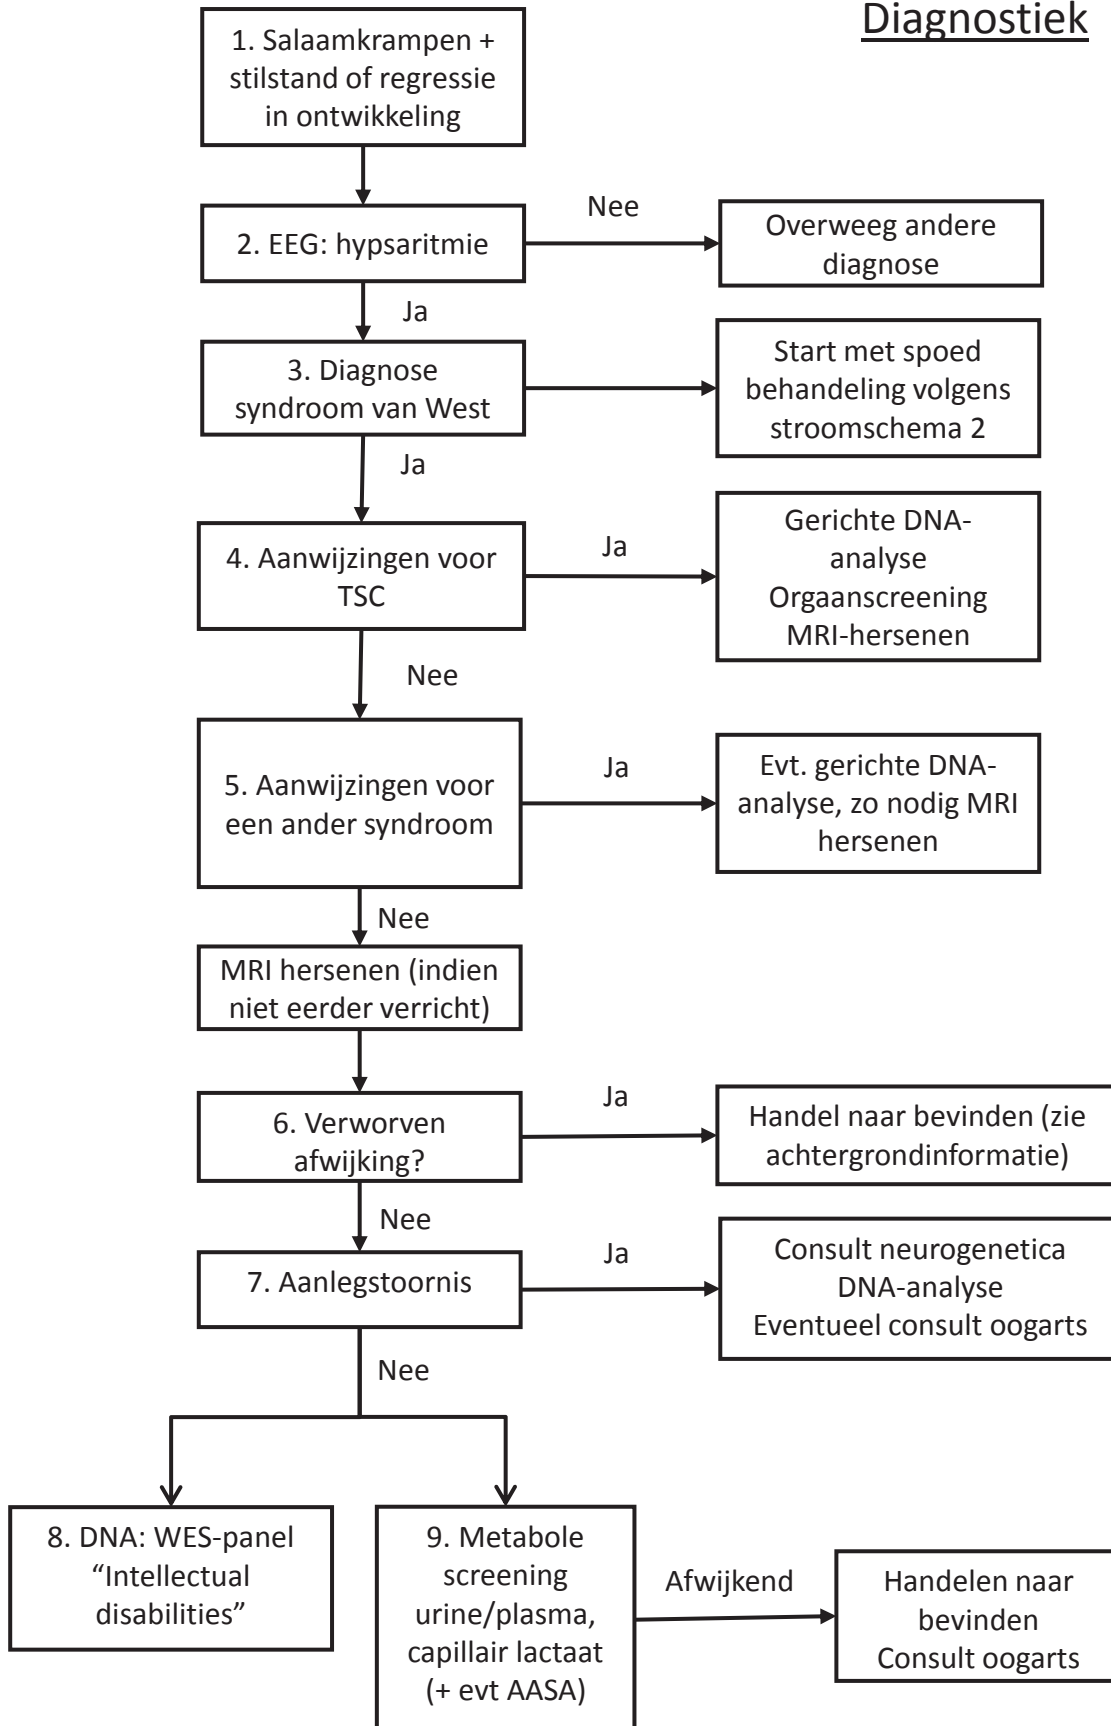 Diagnostiek
1. Salaamkrampen +
stilstand of regressie
in ontwikkeling
2. EEG: hypsaritmie
Nee
Overweeg andere
diagnose
Ja
3. Diagnose
syndroom van West
Start met spoed
behandeling volgens
stroomschema 2
Ja
4. Aanwijzingen voor
TSC
Ja
Gerichte DNA-
analyse
Orgaanscreening
MRI-hersenen
Nee
5. Aanwijzingen voor
een ander syndroom
Ja
Evt. gerichte DNA-
analyse, zo nodig MRI
hersenen
Nee
MRI hersenen (indien
niet eerder verricht)
6. Verworven
afwijking?
Ja
Handel naar bevinden (zie
achtergrondinformatie)
Nee
7. Aanlegstoornis
Ja
Consult neurogenetica
DNA-analyse
Eventueel consult oogarts
Nee
8. DNA: WES-panel
“Intellectual
disabilities”
9. Metabole
screening
urine/plasma,
capillair lactaat
(+ evt AASA)
Afwijkend
Handelen naar
bevinden
Consult oogarts